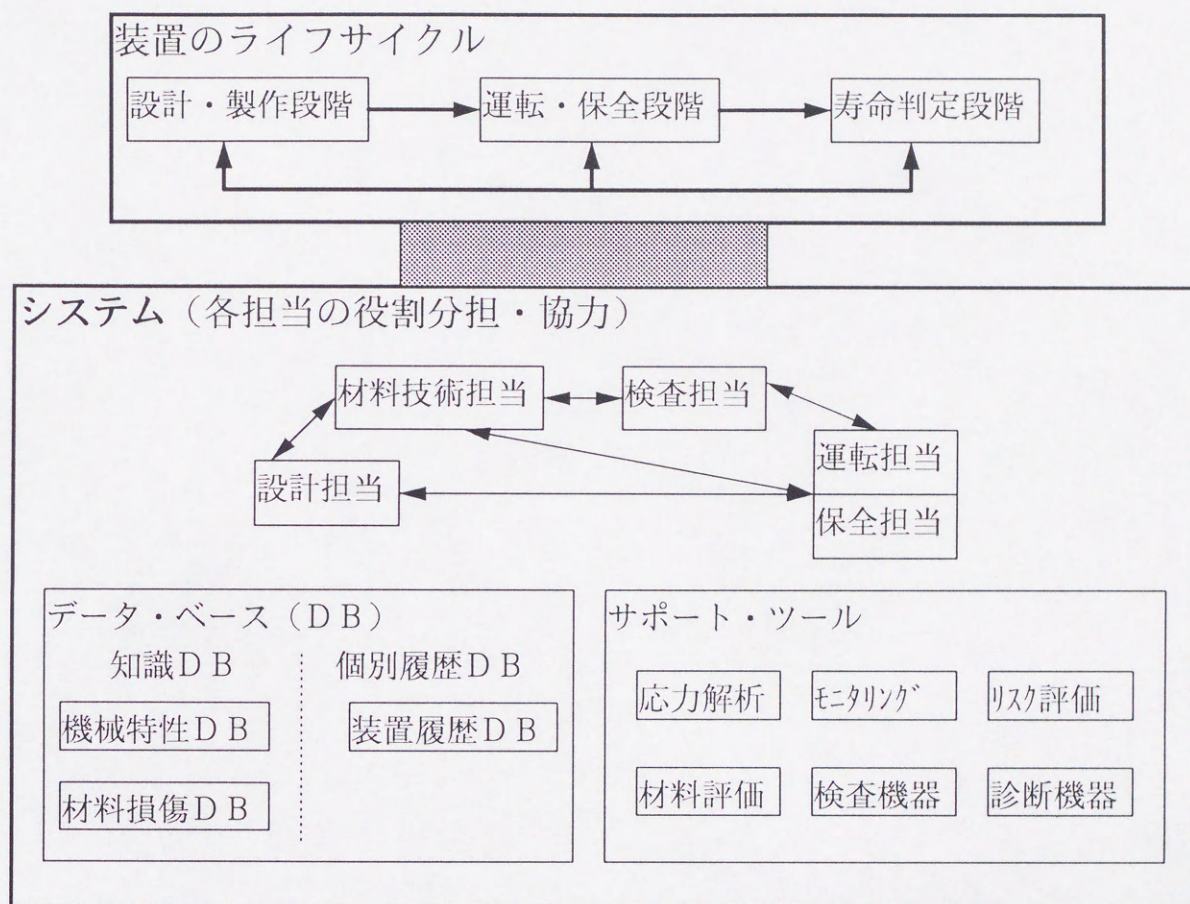 装置のライフサイクル
設計・製作段階
運転・保全段階
寿命判定段階
システム（各担当の役割分担・協力）
材料技術担当
検査担当
運転担当
設計担当
保全担当
データ・ベース（ＤＢ）
知識ＤＢ
個別履歴ＤＢ
機械特性ＤＢ
装置履歴ＤＢ
材料損傷ＤＢ
サポート・ツール
応力解析
ﾓﾆﾀﾘﾝｸﾞ
ﾘｽｸ評価
材料評価
検査機器
診断機器